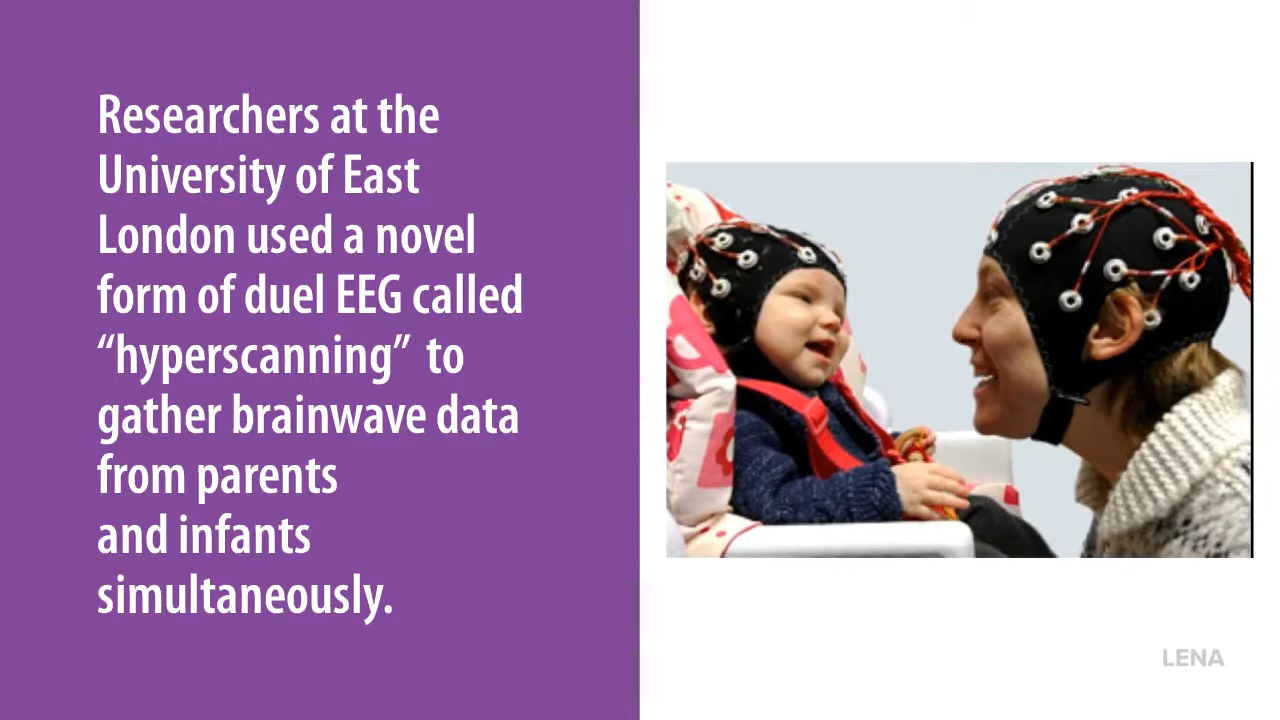 Researchers at the
University of East
London used a novel
form of duel EEG called
“hyperscanning” to
gather brainwave data
from parents
and infants
simultaneously.
LENA